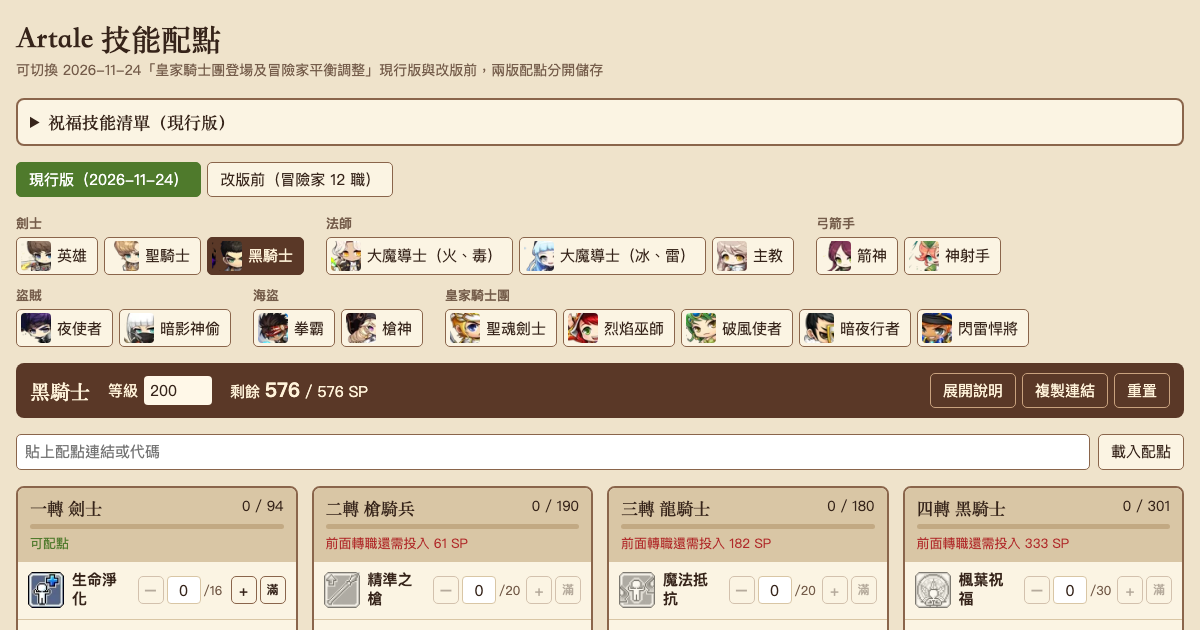 Artale 技能配點
可切換 2026-11-24「皇家騎士團登場及冒險家平衡調整」現行版與改版前，兩版配點分開儲存
▶ 祝福技能清單（現行版）
現行版（2026-11-24） 改版前（冒險家 12 職）
劍士 法師 弓箭手
英雄 聖騎士 黑騎士 大魔導士（火、毒） 大魔導士（冰、雷） 主教 箭神 神射手
盜賊 海盜 皇家騎士團
夜使者 暗影神偷 拳霸 槍神 聖魂劍士 烈焰巫師 破風使者 暗夜行者 閃雷悍將
黑騎士 等級 200 剩餘 576 / 576 SP 展開說明 複製連結 重置
貼上配點連結或代碼 載入配點
一轉 劍士 0 / 94 二轉 槍騎兵 0 / 190 三轉 龍騎士 0 / 180 四轉 黑騎士 0 / 301
可配點 前面轉職還需投入 61 SP 前面轉職還需投入 182 SP 前面轉職還需投入 333 SP
生命淨化 − 0 /16 + 滿 精準之槍 − 0 /20 + 滿 魔法抵抗 − 0 /20 + 滿 楓葉祝福 − 0 /30 + 滿